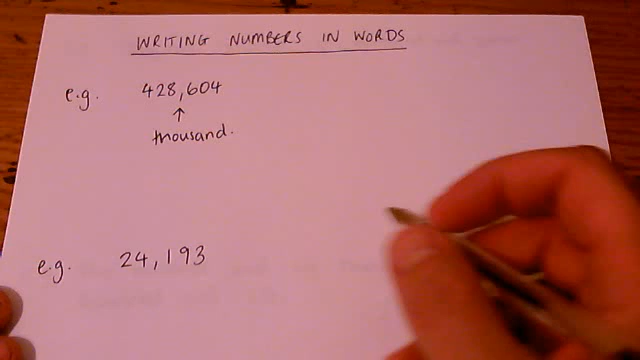 WRITING NUMBERS IN WORDS
e.g. 428,604
↑
thousand.
e.g. 24,193